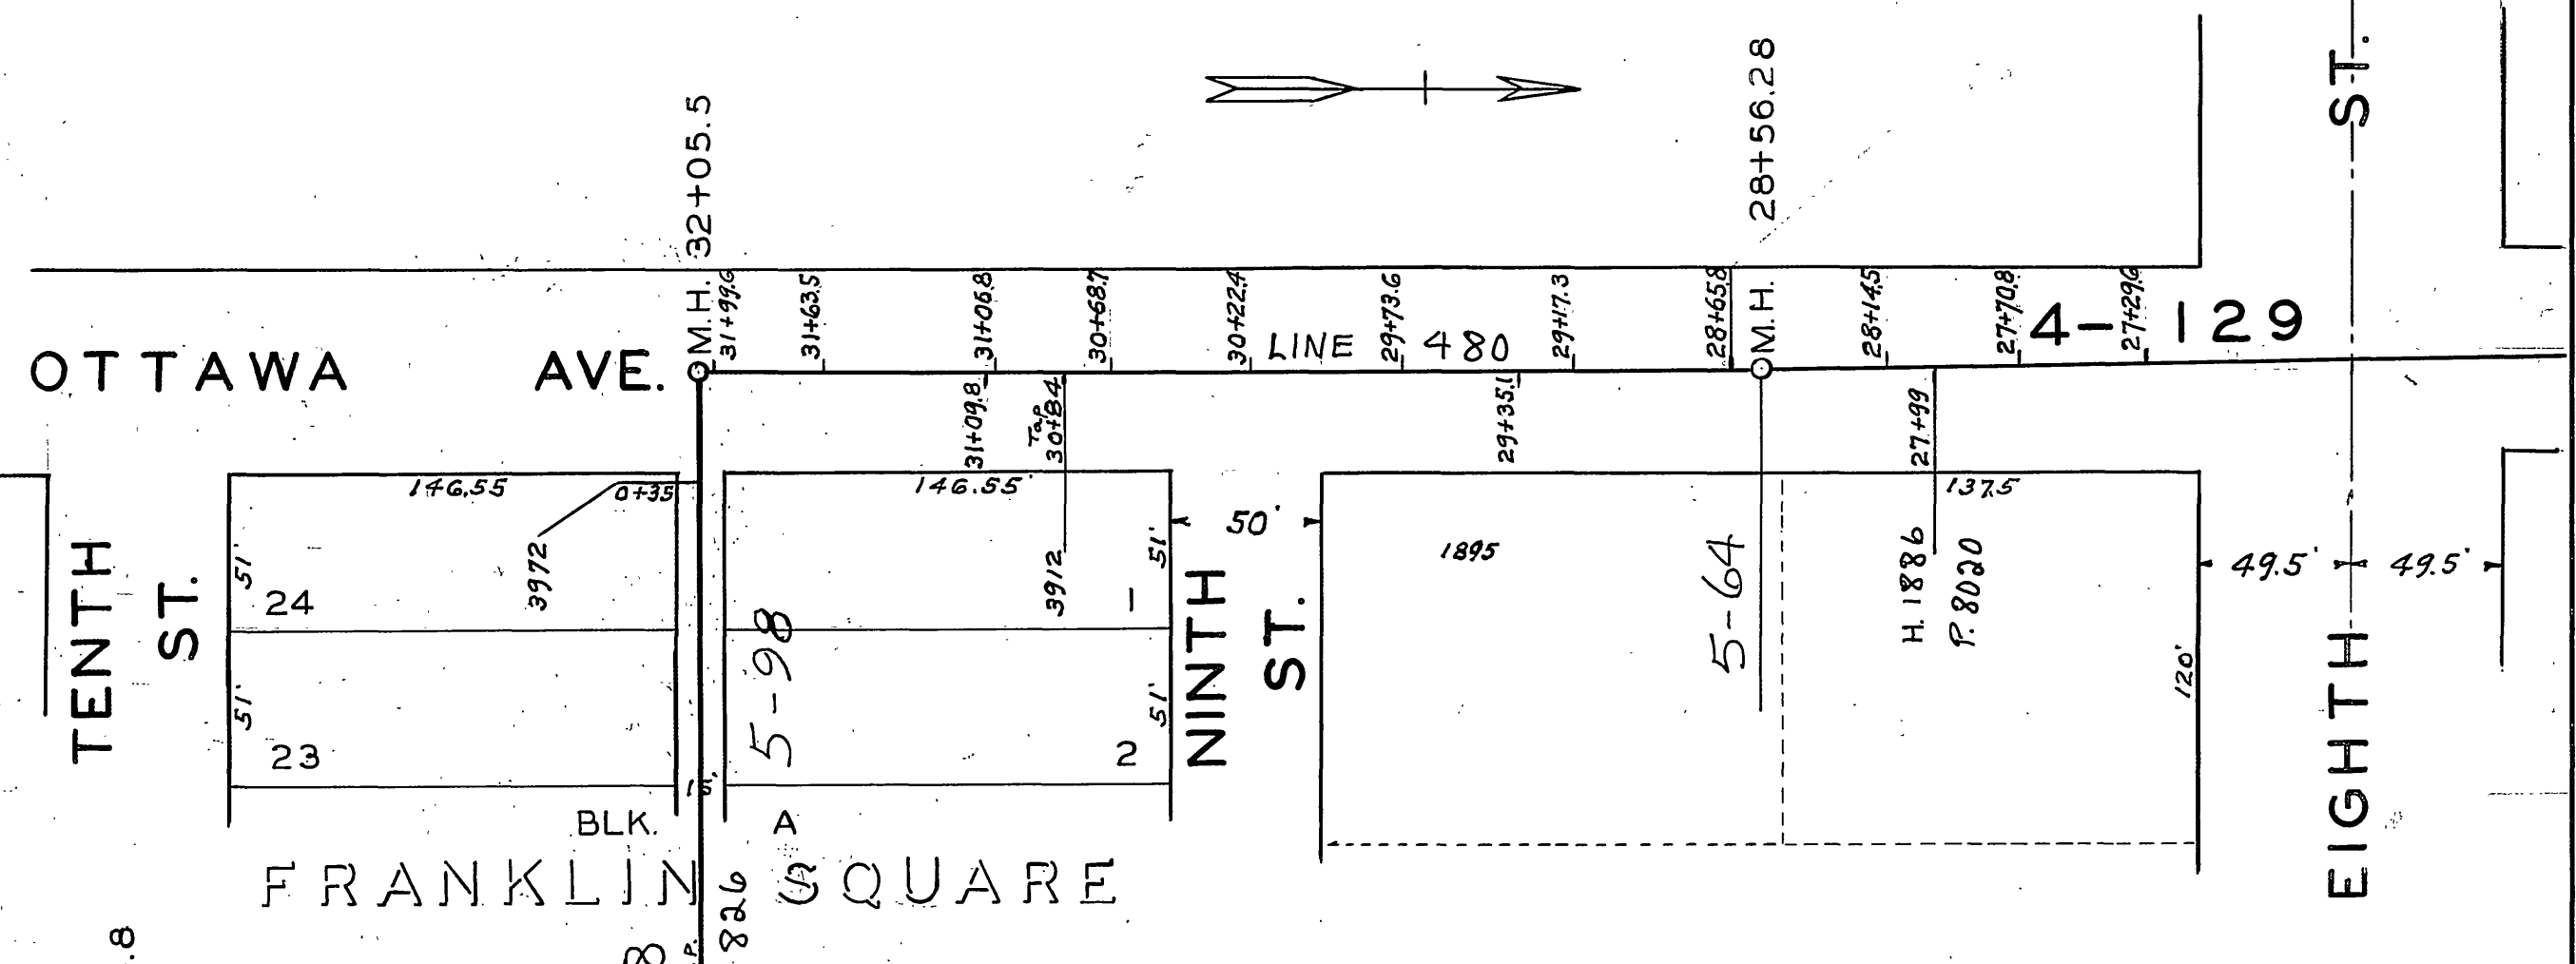 32+05.5
28+56.28
ST.
M.H.
31+99.6
31+63.5
31+06.8
30+68.7
30+22.4
LINE 480
29+73.6
29+17.3
28+65.8
M.H.
28+14.5
27+70.8
27+29.6
4-129
OTTAWA AVE.
31+09.8
Tap
30+84
29+35.1
27+99
146.55
0+35
146.55'
50'
137.5
1895
TENTH
ST.
51'
24
3972
3912
51'
1
NINTH
ST.
5-64
H. 1886
P. 8020
49.5'
49.5'
EIGHTH
120'
51'
23
5-98
51'
2
15'
BLK. A
FRANKLIN SQUARE
826
P.
8
.8